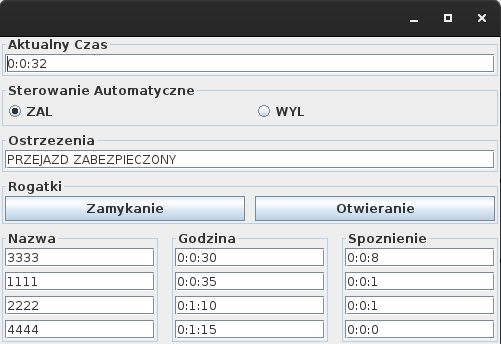 Aktualny Czas
0:0:32
Sterowanie Automatyczne
ZAL WYL
Ostrzezenia
PRZEJAZD ZABEZPIECZONY
Rogatki
Zamykanie Otwieranie
Nazwa Godzina Spoznienie
3333 0:0:30 0:0:8
1111 0:0:35 0:0:1
2222 0:1:10 0:0:1
4444 0:1:15 0:0:0